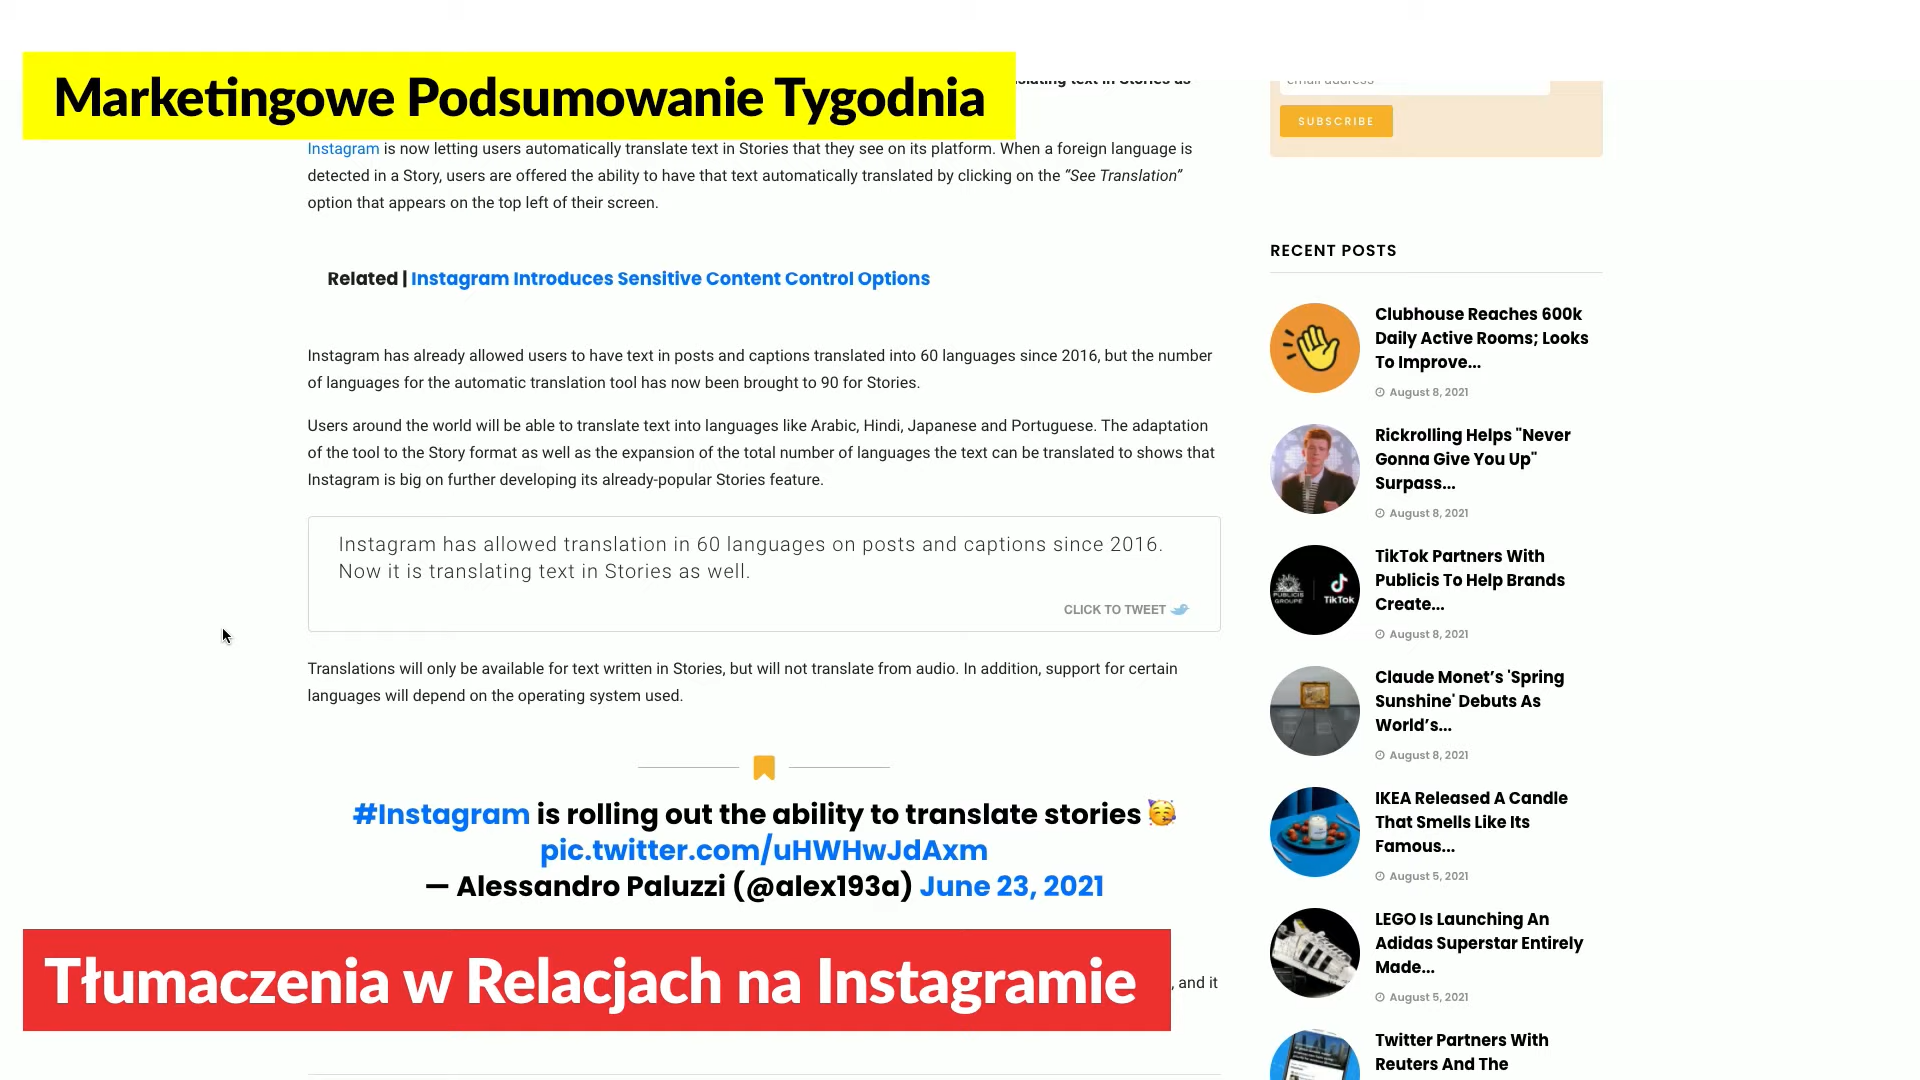 Marketingowe Podsumowanie Tygodnia
Instagram is now letting users automatically translate text in Stories that they see on its platform. When a foreign language is
detected in a Story, users are offered the ability to have that text automatically translated by clicking on the “See Translation”
option that appears on the top left of their screen.
Related | Instagram Introduces Sensitive Content Control Options
Instagram has already allowed users to have text in posts and captions translated into 60 languages since 2016, but the number
of languages for the automatic translation tool has now been brought to 90 for Stories.
Users around the world will be able to translate text into languages like Arabic, Hindi, Japanese and Portuguese. The adaptation
of the tool to the Story format as well as the expansion of the total number of languages the text can be translated to shows that
Instagram is big on further developing its already-popular Stories feature.
Instagram has allowed translation in 60 languages on posts and captions since 2016.
Now it is translating text in Stories as well.
CLICK TO TWEET
Translations will only be available for text written in Stories, but will not translate from audio. In addition, support for certain
languages will depend on the operating system used.
#Instagram is rolling out the ability to translate stories 🥳
pic.twitter.com/uHWHwJdAxm
— Alessandro Paluzzi (@alex193a) June 23, 2021
, and it
Tłumaczenia w Relacjach na Instagramie
SUBSCRIBE
RECENT POSTS
Clubhouse Reaches 600k
Daily Active Rooms; Looks
To Improve...
August 8, 2021
Rickrolling Helps "Never
Gonna Give You Up"
Surpass...
August 8, 2021
PUBLICIS
GROUPE
TikTok
TikTok Partners With
Publicis To Help Brands
Create...
August 8, 2021
Claude Monet’s 'Spring
Sunshine' Debuts As
World’s...
August 8, 2021
IKEA Released A Candle
That Smells Like Its
Famous...
August 5, 2021
LEGO Is Launching An
Adidas Superstar Entirely
Made...
August 5, 2021
Twitter Partners With
Reuters And The